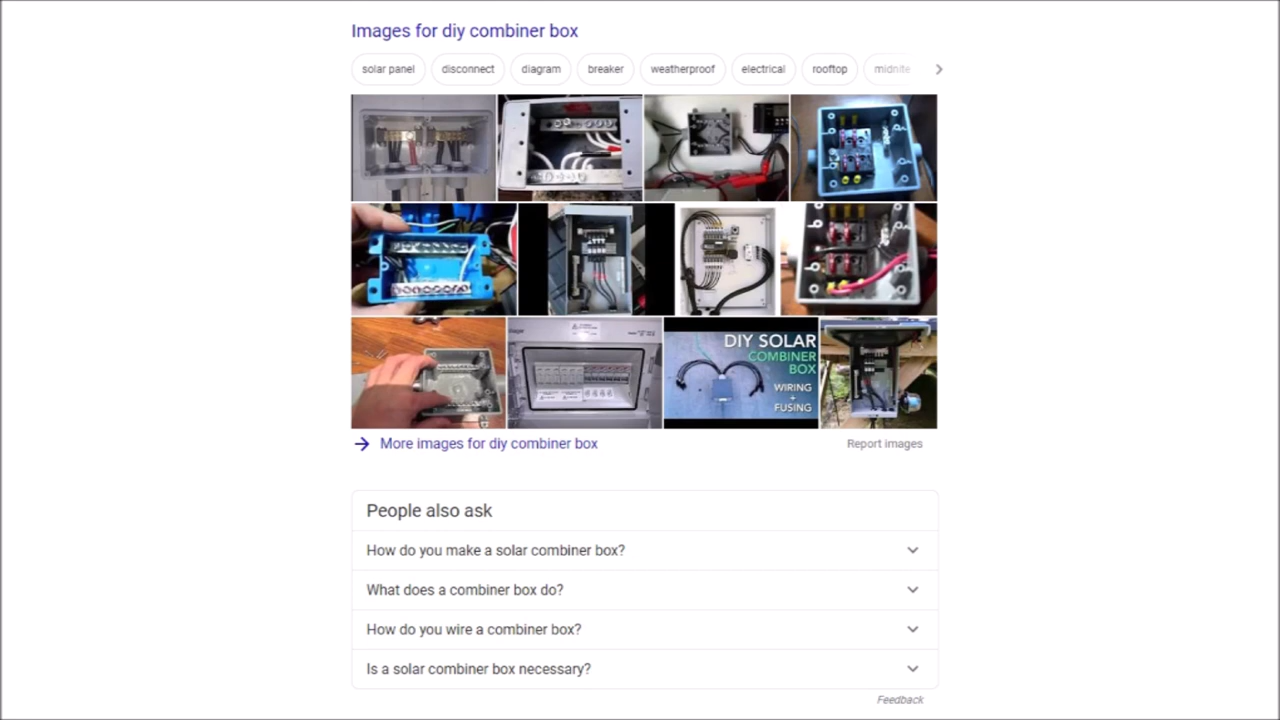 Images for diy combiner box
solar panel
disconnect
diagram
breaker
weatherproof
electrical
rooftop
midnite
DIY SOLAR
COMBINER
BOX
WIRING
+
FUSING
More images for diy combiner box
Report images
People also ask
How do you make a solar combiner box?
What does a combiner box do?
How do you wire a combiner box?
Is a solar combiner box necessary?
Feedback